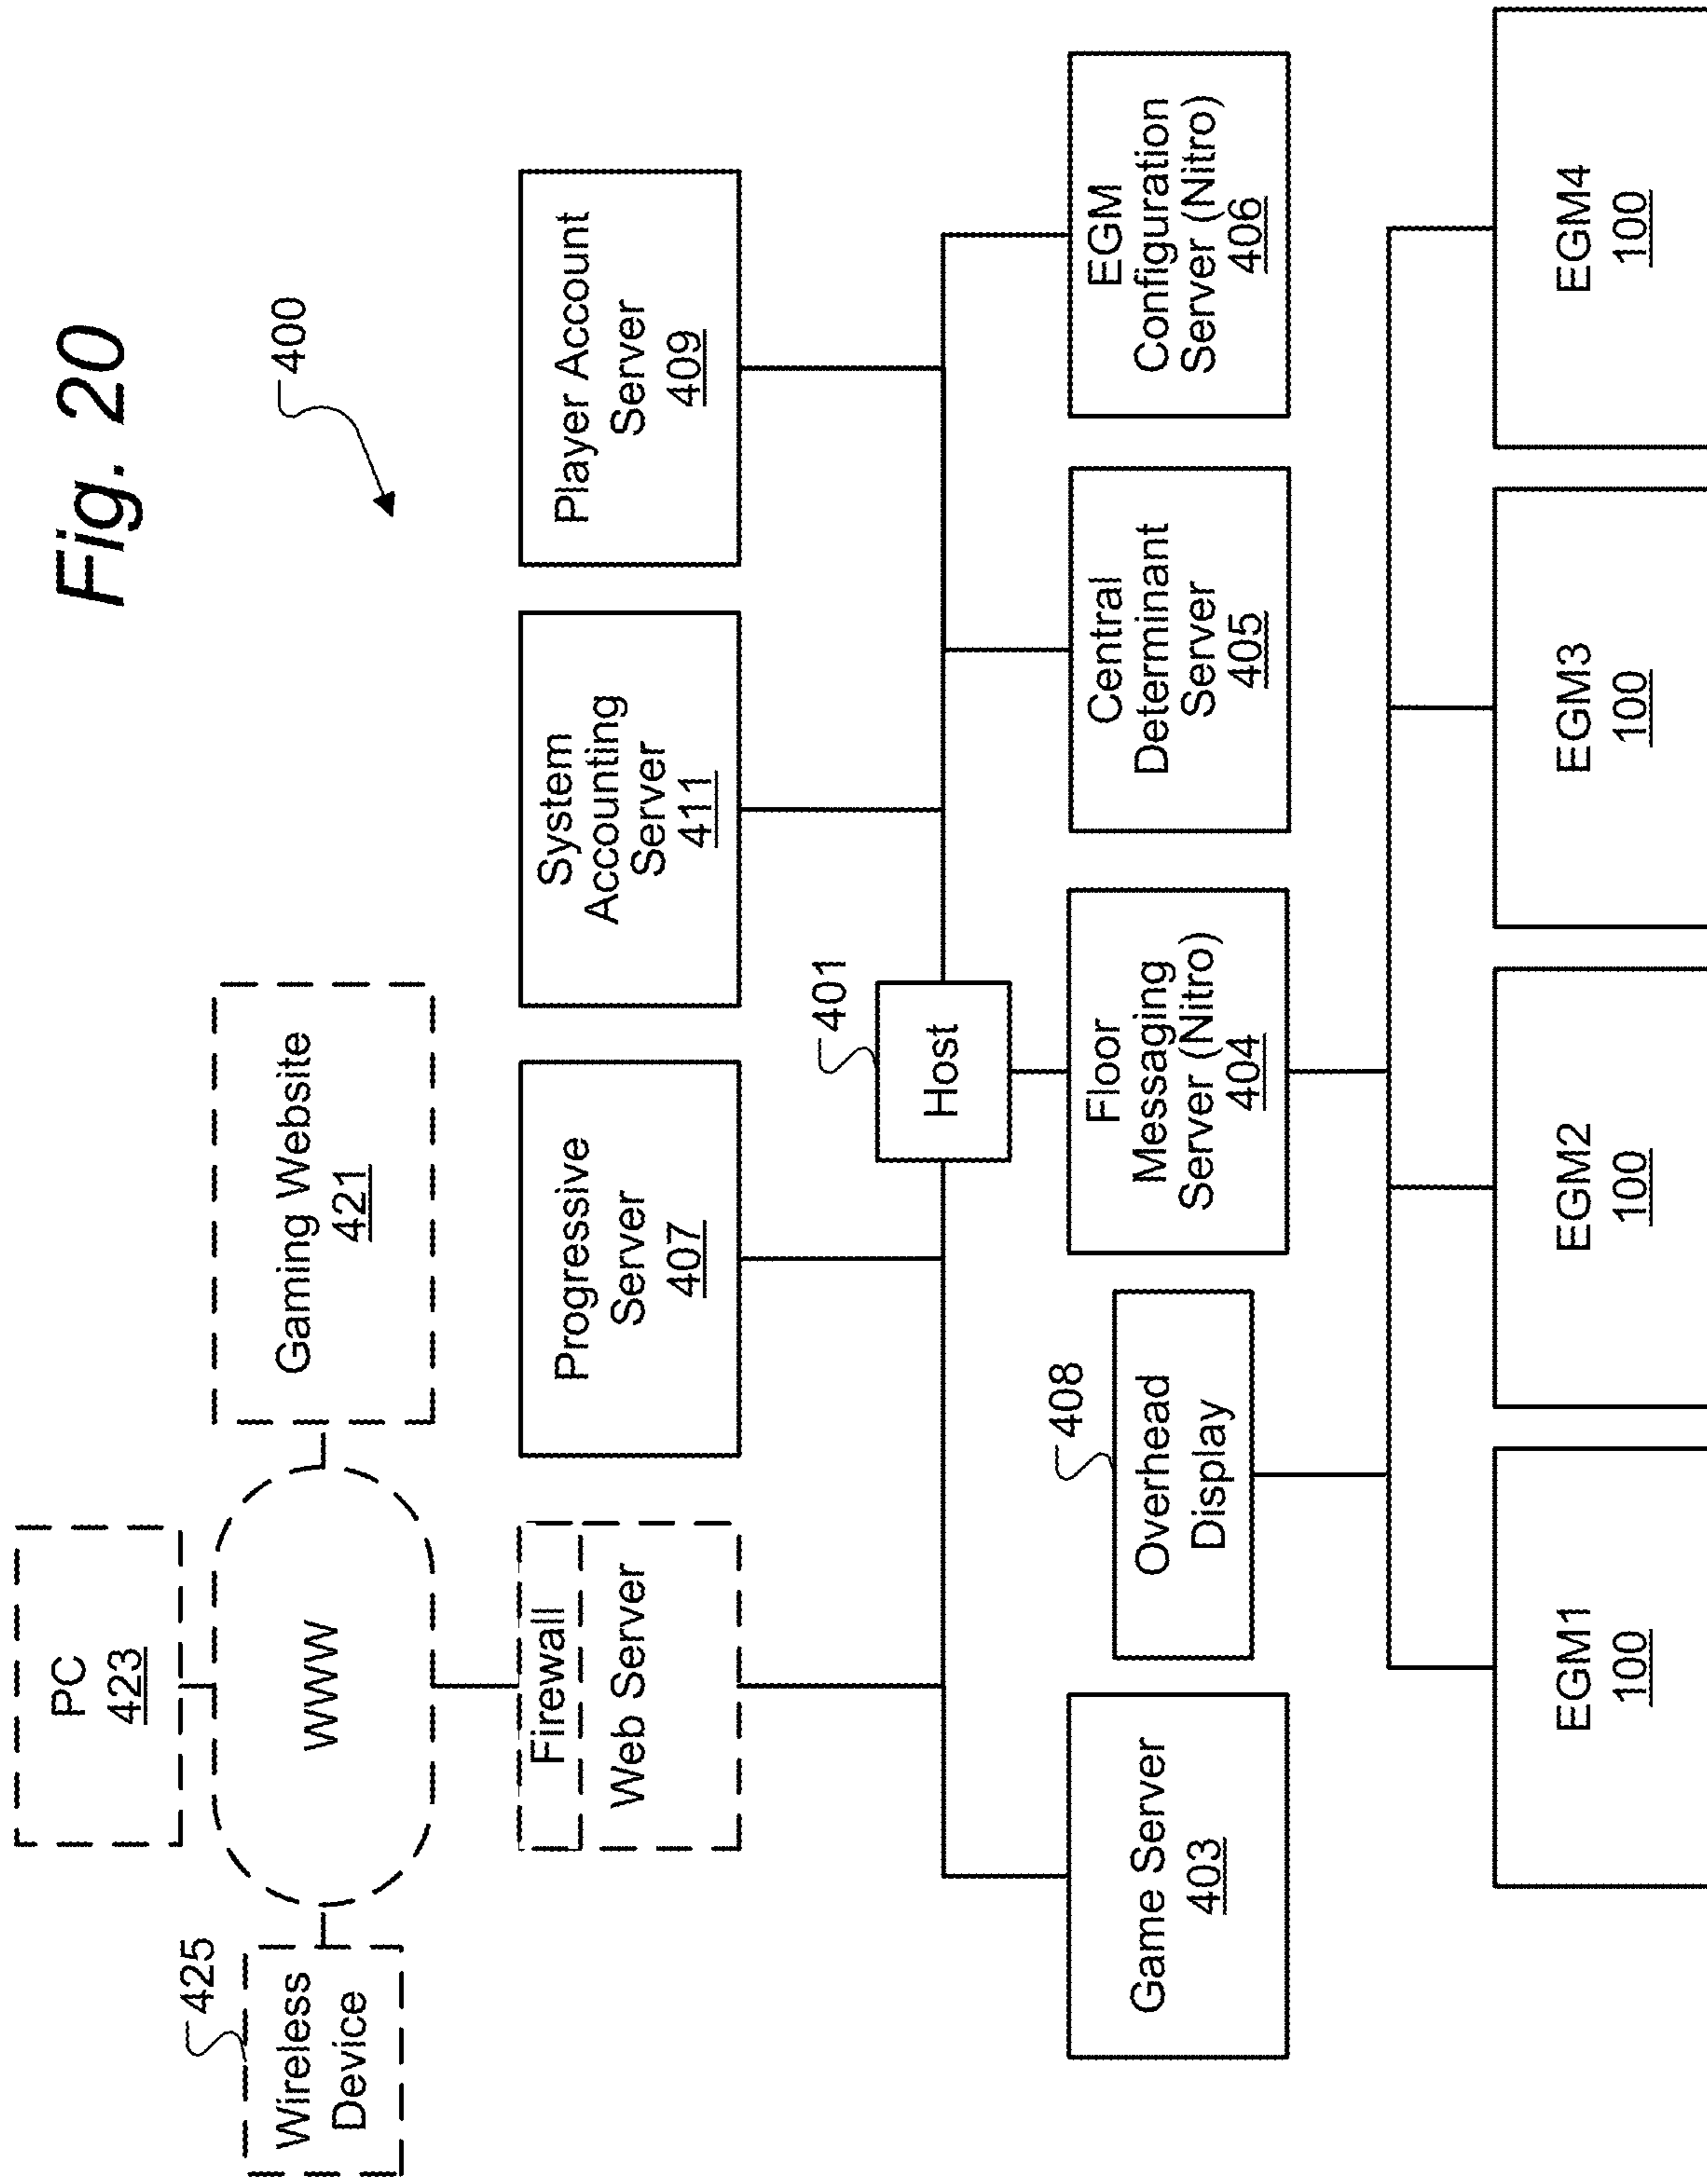 Fig. 20
400
PC
423
425
Wireless
Device
WWW
Gaming Website
421
Firewall
Web Server
Progressive
Server
407
System
Accounting
Server
411
Player Account
Server
409
401
Host
Game Server
403
408
Overhead
Display
Floor
Messaging
Server (Nitro)
404
Central
Determinant
Server
405
EGM
Configuration
Server (Nitro)
406
EGM1
100
EGM2
100
EGM3
100
EGM4
100